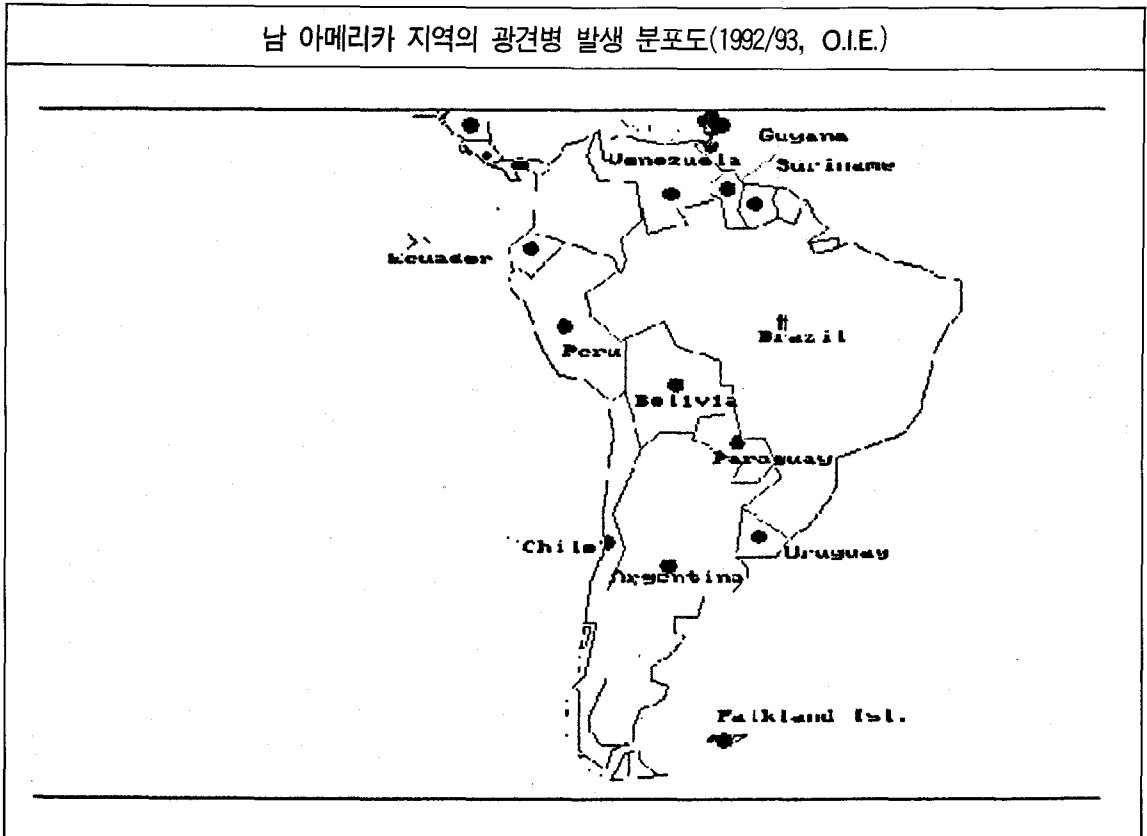 남 아메리카 지역의 광견병 발생 분포도(1992/93, O.I.E.)
Guyana
Venezuela
Suriname
Ecuador
Brazil
Peru
Bolivia
Paraguay
Chile
Uruguay
Argentina
Falkland Isl.